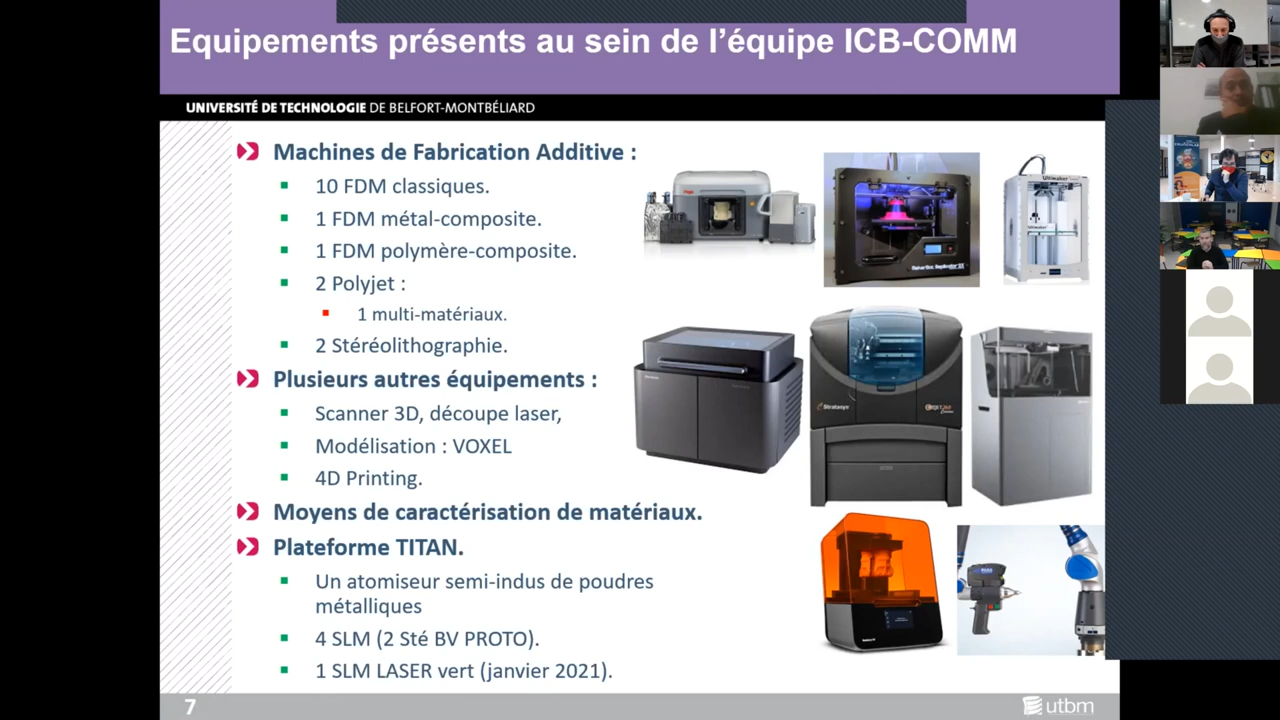 Equipements présents au sein de l’équipe ICB-COMM
UNIVERSITÉ DE TECHNOLOGIE DE BELFORT-MONTBÉLIARD
Machines de Fabrication Additive :
10 FDM classiques.
1 FDM métal-composite.
1 FDM polymère-composite.
2 Polyjet :
1 multi-matériaux.
2 Stéréolithographie.
Plusieurs autres équipements :
Scanner 3D, découpe laser,
Modélisation : VOXEL
4D Printing.
Moyens de caractérisation de matériaux.
Plateforme TITAN.
Un atomiseur semi-indus de poudres
métalliques
4 SLM (2 Sté BV PROTO).
1 SLM LASER vert (janvier 2021).
Ultimaker
Stratasys
7
utbm